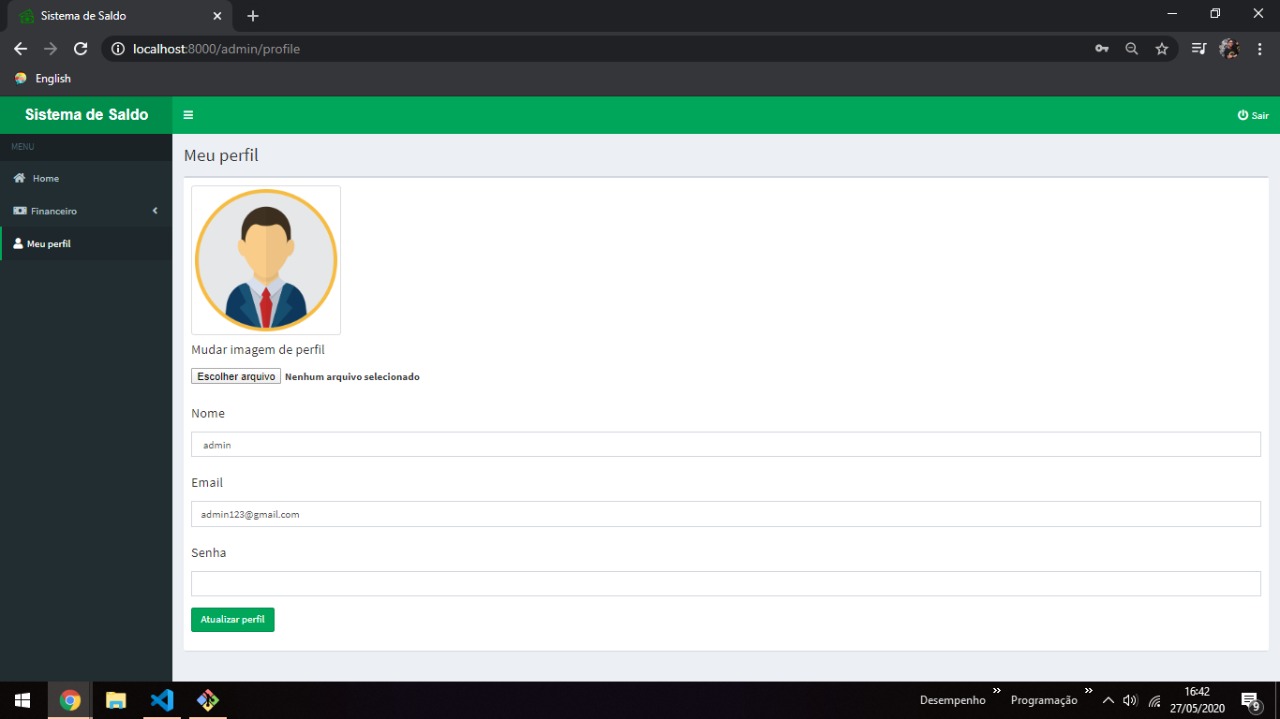 Sistema de Saldo
localhost:8000/admin/profile
English
Sistema de Saldo
Sair
MENU
Home
Financeiro
Meu perfil
Meu perfil
Mudar imagem de perfil
Escolher arquivo Nenhum arquivo selecionado
Nome
admin
Email
admin123@gmail.com
Senha
Atualizar perfil
Desempenho » Programação »
16:42
27/05/2020
9